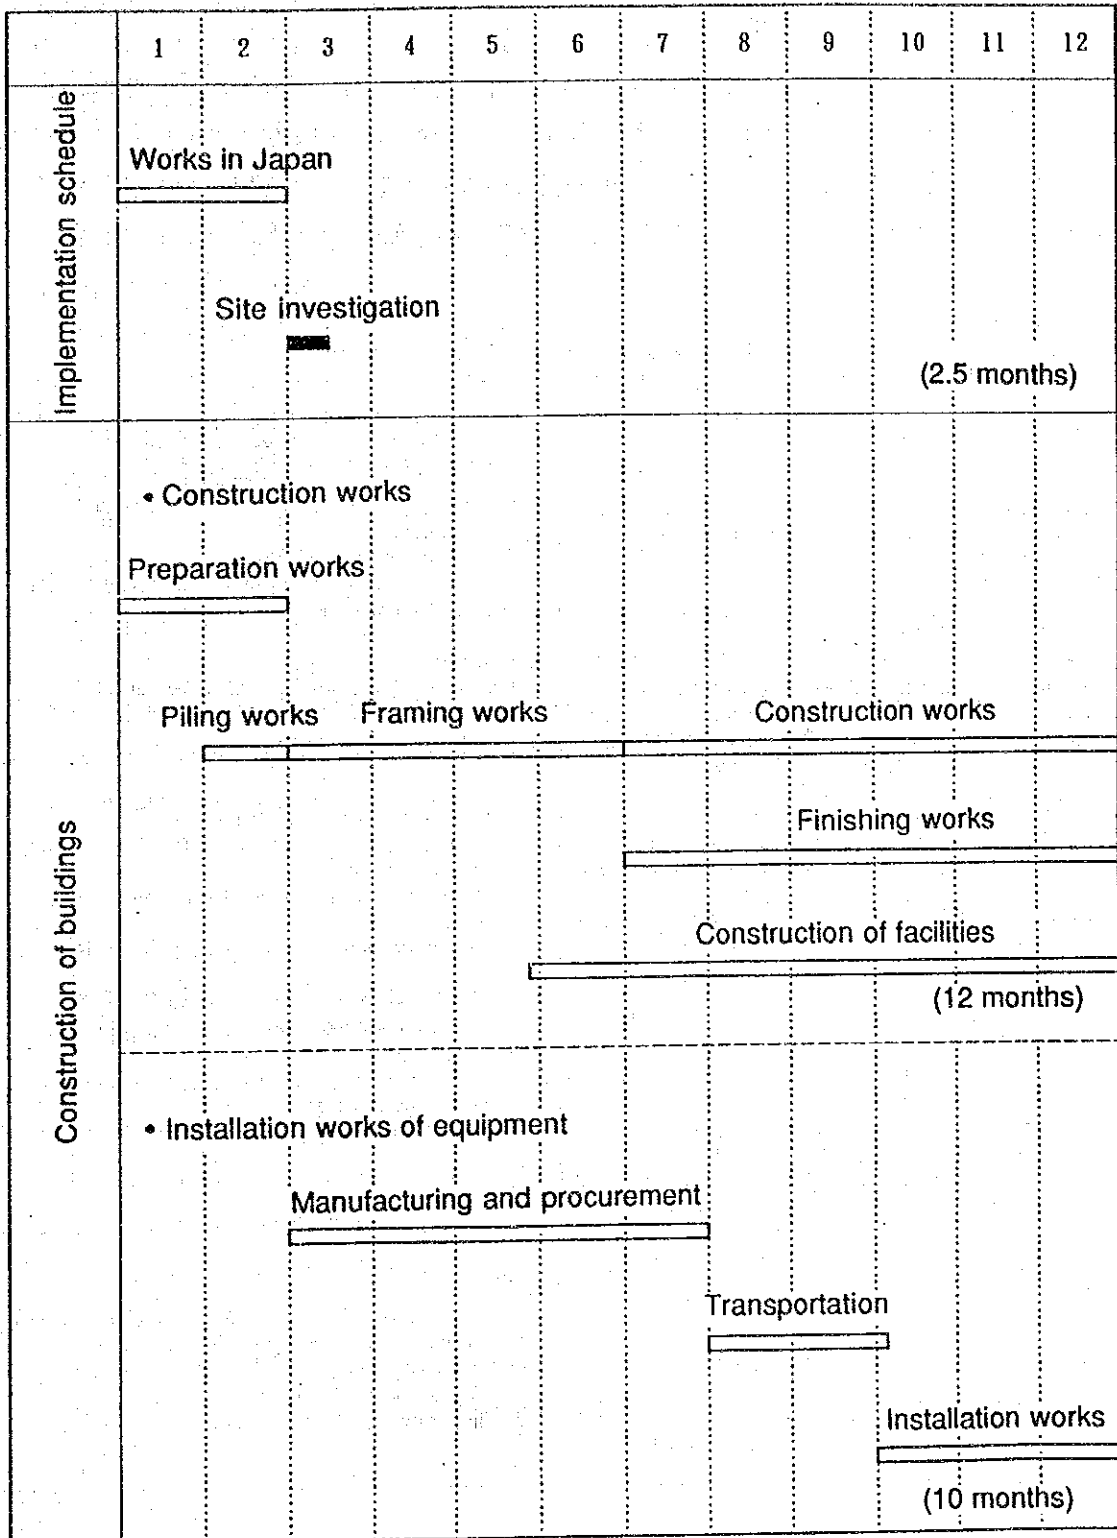 1 2 3 4 5 6 7 8 9 10 11 12
Implementation schedule
Works in Japan
Site investigation
(2.5 months)
Construction of buildings
• Construction works
Preparation works
Piling works Framing works Construction works
Finishing works
Construction of facilities
(12 months)
• Installation works of equipment
Manufacturing and procurement
Transportation
Installation works
(10 months)